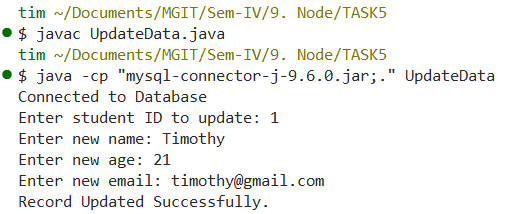 tim ~/Documents/MGIT/Sem-IV/9. Node/TASK5
$ javac UpdateData.java
tim ~/Documents/MGIT/Sem-IV/9. Node/TASK5
$ java -cp "mysql-connector-j-9.6.0.jar;." UpdateData
Connected to Database
Enter student ID to update: 1
Enter new name: Timothy
Enter new age: 21
Enter new email: timothy@gmail.com
Record Updated Successfully.